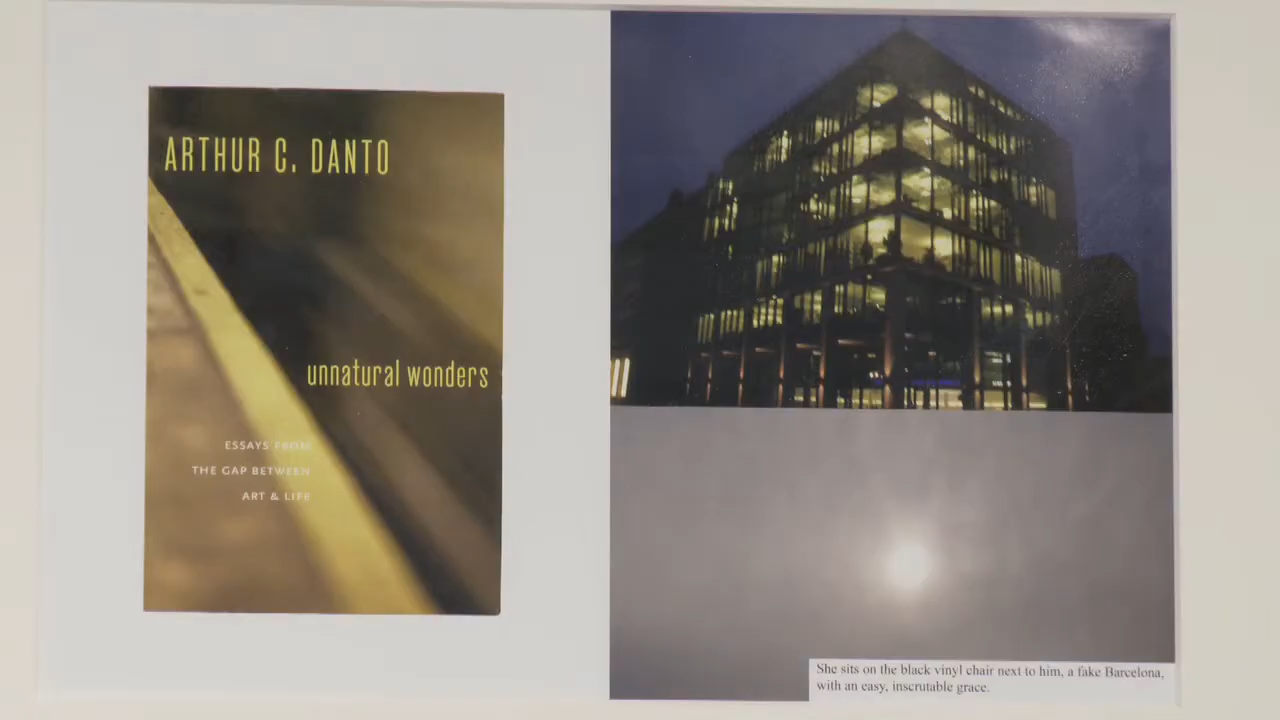 ARTHUR C. DANTO
unnatural wonders
ESSAYS FROM
THE GAP BETWEEN
ART & LIFE
She sits on the black vinyl chair next to him, a fake Barcelona,
with an easy, inscrutable grace.